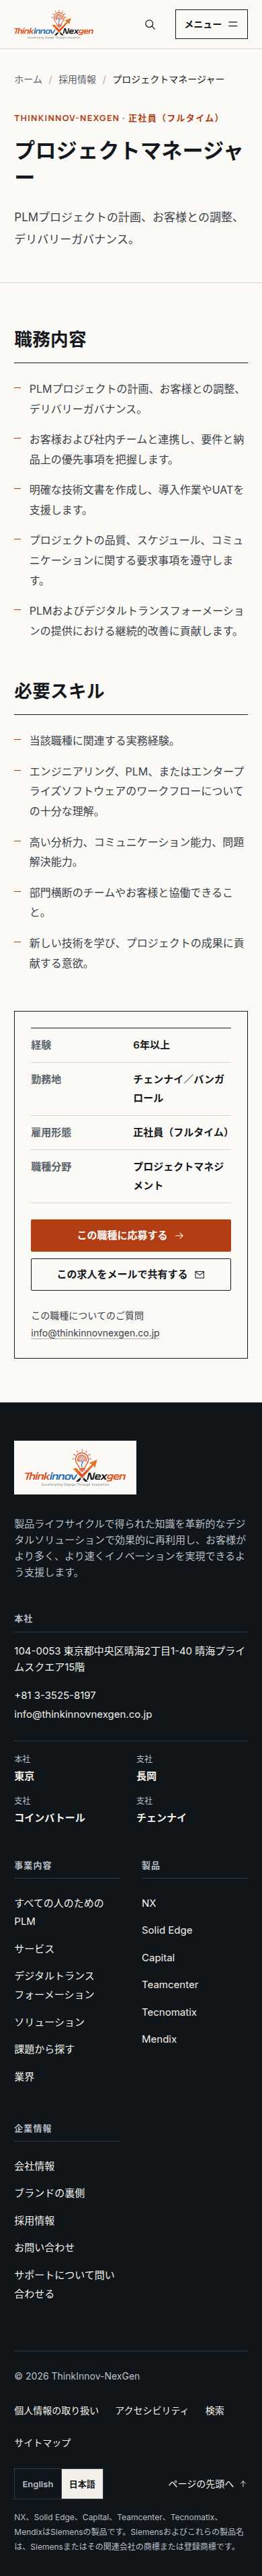 ThinkinnovXNexgen
メニュー
ホーム / 採用情報 / プロジェクトマネージャー
THINKINNOV-NEXGEN · 正社員（フルタイム）
プロジェクトマネージャ
ー
PLMプロジェクトの計画、お客様との調整、
デリバリーガバナンス。
職務内容
PLMプロジェクトの計画、お客様との調整、
デリバリーガバナンス。
お客様および社内チームと連携し、要件と納
品上の優先事項を把握します。
明確な技術文書を作成し、導入作業やUATを
支援します。
プロジェクトの品質、スケジュール、コミュ
ニケーションに関する要求事項を遵守しま
す。
PLMおよびデジタルトランスフォーメーショ
ンの提供における継続的改善に貢献します。
必要スキル
当該職種に関連する実務経験。
エンジニアリング、PLM、またはエンタープ
ライズソフトウェアのワークフローについて
の十分な理解。
高い分析力、コミュニケーション能力、問題
解決能力。
部門横断のチームやお客様と協働できるこ
と。
新しい技術を学び、プロジェクトの成果に貢
献する意欲。
経験 6年以上
勤務地 チェンナイ／バンガ
ロール
雇用形態 正社員（フルタイム）
職種分野 プロジェクトマネジ
メント
この職種に応募する →
この求人をメールで共有する
この職種についてのご質問
info@thinkinnovnexgen.co.jp
ThinkinnovXNexgen
Accelerating Change Through Innovation
製品ライフサイクルで得られた知識を革新的なデジ
タルソリューションで効果的に再利用し、お客様が
より多く、より速くイノベーションを実現できるよ
う支援します。
本社
104-0053 東京都中央区晴海2丁目1-40 晴海プライ
ムスクエア15階
+81 3-3525-8197
info@thinkinnovnexgen.co.jp
本社 支社
東京 長岡
支社 支社
コインバトール チェンナイ
事業内容
すべての人のための
PLM
サービス
デジタルトランス
フォーメーション
ソリューション
課題から探す
業界
製品
NX
Solid Edge
Capital
Teamcenter
Tecnomatix
Mendix
企業情報
会社情報
ブランドの裏側
採用情報
お問い合わせ
サポートについて問い
合わせる
© 2026 ThinkInnov-NexGen
個人情報の取り扱い アクセシビリティ 検索
サイトマップ
English 日本語 ページの先頭へ ↑
NX、Solid Edge、Capital、Teamcenter、Tecnomatix、
MendixはSiemensの製品です。Siemensおよびこれらの製品名
は、Siemensまたはその関連会社の商標または登録商標です。